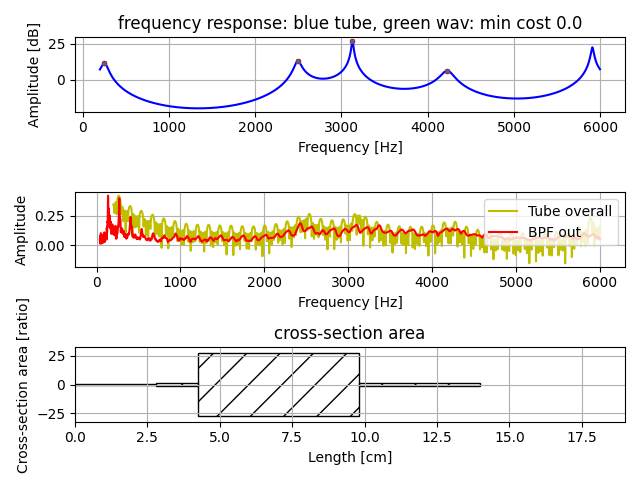 frequency response: blue tube, green wav: min cost 0.0
Amplitude [dB]
25
0
0 1000 2000 3000 4000 5000 6000
Frequency [Hz]
Amplitude
0.25
0.00
Tube overall
BPF out
0 1000 2000 3000 4000 5000 6000
Frequency [Hz]
cross-section area
Cross-section area [ratio]
25
0
−25
0.0 2.5 5.0 7.5 10.0 12.5 15.0 17.5
Length [cm]